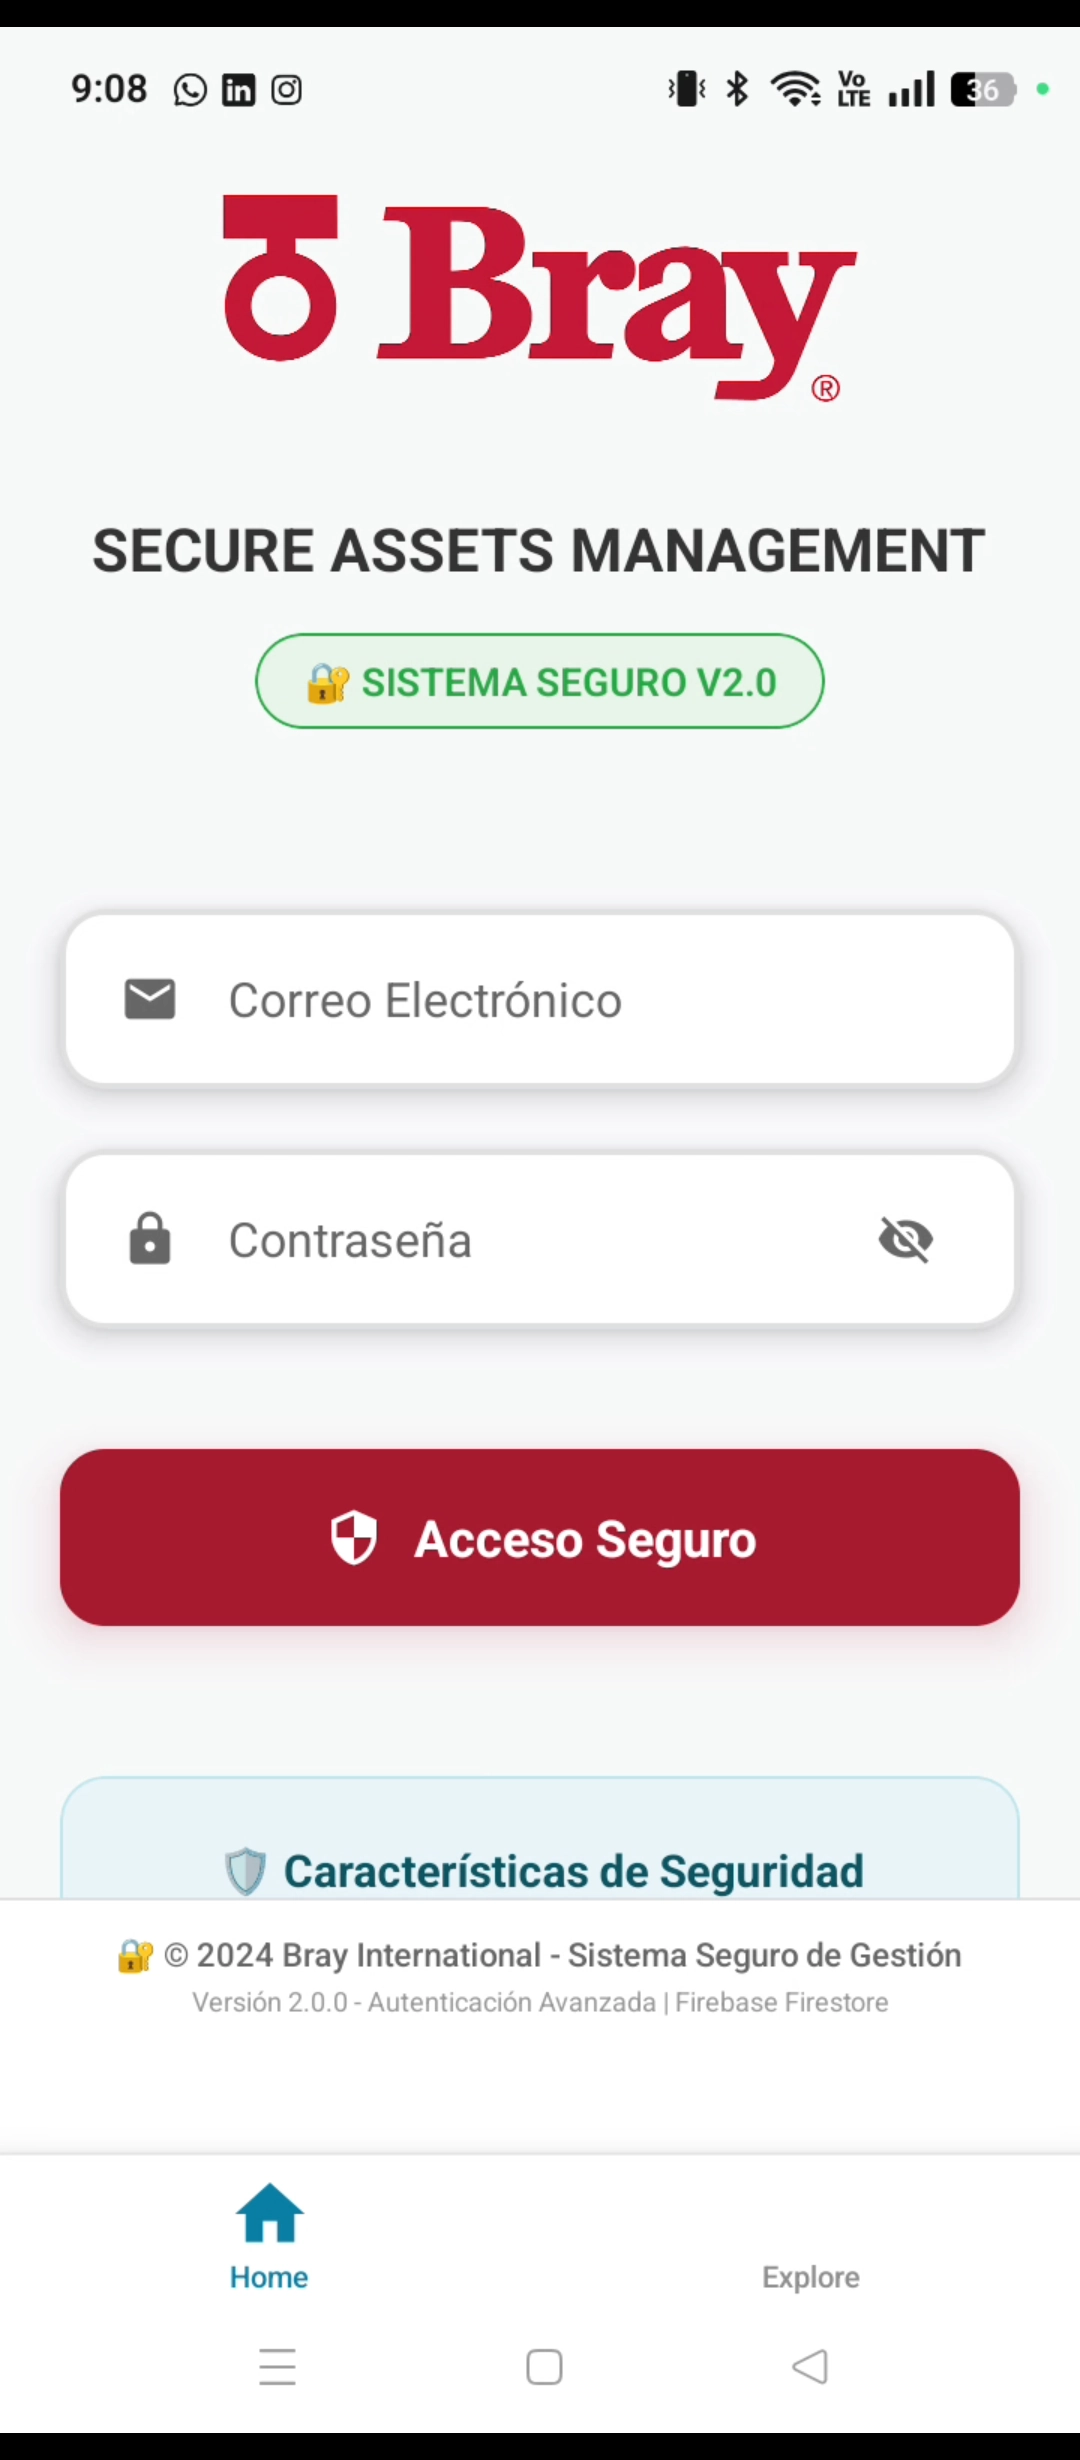 9:08 Vo LTE 36
Bray ®
SECURE ASSETS MANAGEMENT
🔐 SISTEMA SEGURO V2.0
Correo Electrónico
Contraseña
Acceso Seguro
🛡️ Características de Seguridad
🔐 © 2024 Bray International - Sistema Seguro de Gestión
Versión 2.0.0 - Autenticación Avanzada | Firebase Firestore
Home
Explore